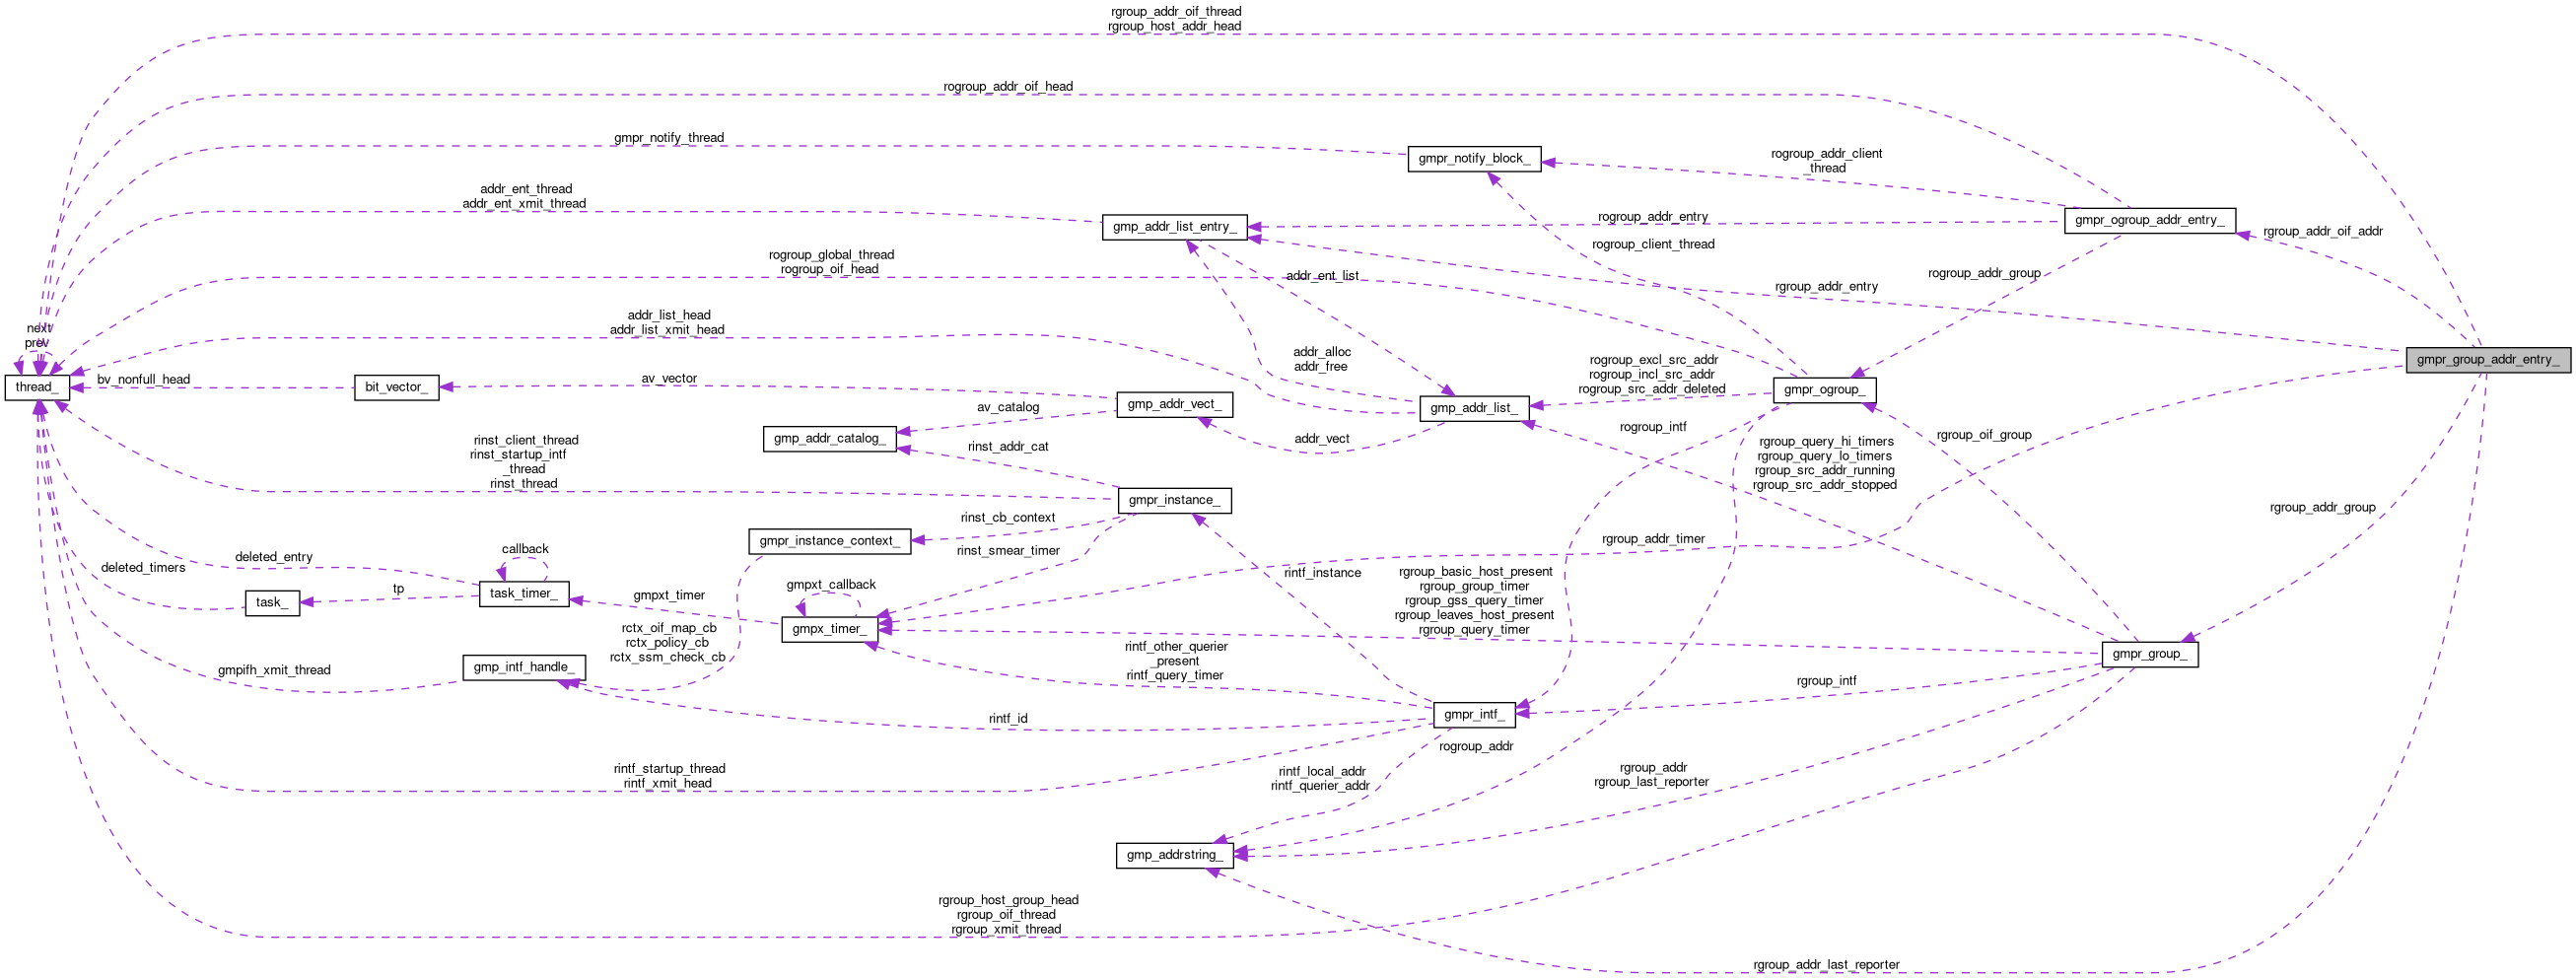 rgroup_addr_oif_thread
rgroup_host_addr_head
rogroup_addr_oif_head
gmpr_notify_thread
gmpr_notify_block_
rogroup_addr_client
_thread
addr_ent_thread
addr_ent_xmit_thread
gmp_addr_list_entry_
rogroup_addr_entry
gmpr_ogroup_addr_entry_
rgroup_addr_oif_addr
rogroup_client_thread
rogroup_global_thread
rogroup_oif_head
addr_ent_list
rogroup_addr_group
rgroup_addr_entry
addr_list_head
addr_list_xmit_head
next
prev
addr_alloc
addr_free
rogroup_excl_src_addr
rogroup_incl_src_addr
rogroup_src_addr_deleted
gmpr_group_addr_entry_
thread_
bv_nonfull_head
bit_vector_
av_vector
gmp_addr_vect_
av_catalog
gmp_addr_list_
gmpr_ogroup_
gmp_addr_catalog_
rinst_addr_cat
addr_vect
rogroup_intf
rgroup_query_hi_timers
rgroup_query_lo_timers
rgroup_src_addr_running
rgroup_src_addr_stopped
rgroup_oif_group
rinst_client_thread
rinst_startup_intf
_thread
rinst_thread
gmpr_instance_
rgroup_addr_group
rinst_cb_context
gmpr_instance_context_
rinst_smear_timer
rgroup_addr_timer
deleted_entry
callback
deleted_timers
task_
tp
task_timer_
gmpxt_timer
gmpxt_callback
gmpx_timer_
rintf_instance
rgroup_basic_host_present
rgroup_group_timer
rgroup_gss_query_timer
rgroup_leaves_host_present
rgroup_query_timer
rctx_oif_map_cb
rctx_policy_cb
rctx_ssm_check_cb
gmpifh_xmit_thread
gmp_intf_handle_
rintf_other_querier
_present
rintf_query_timer
gmpr_group_
rgroup_intf
rintf_id
gmpr_intf_
rogroup_addr
rintf_startup_thread
rintf_xmit_head
rintf_local_addr
rintf_querier_addr
rgroup_addr
rgroup_last_reporter
gmp_addrstring_
rgroup_host_group_head
rgroup_oif_thread
rgroup_xmit_thread
rgroup_addr_last_reporter